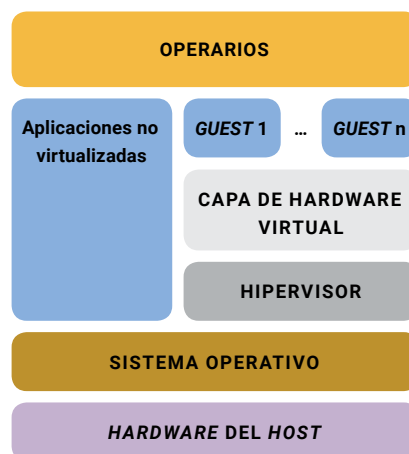 OPERARIOS
Aplicaciones no
virtualizadas
GUEST 1 ... GUEST n
CAPA DE HARDWARE
VIRTUAL
HIPERVISOR
SISTEMA OPERATIVO
HARDWARE DEL HOST